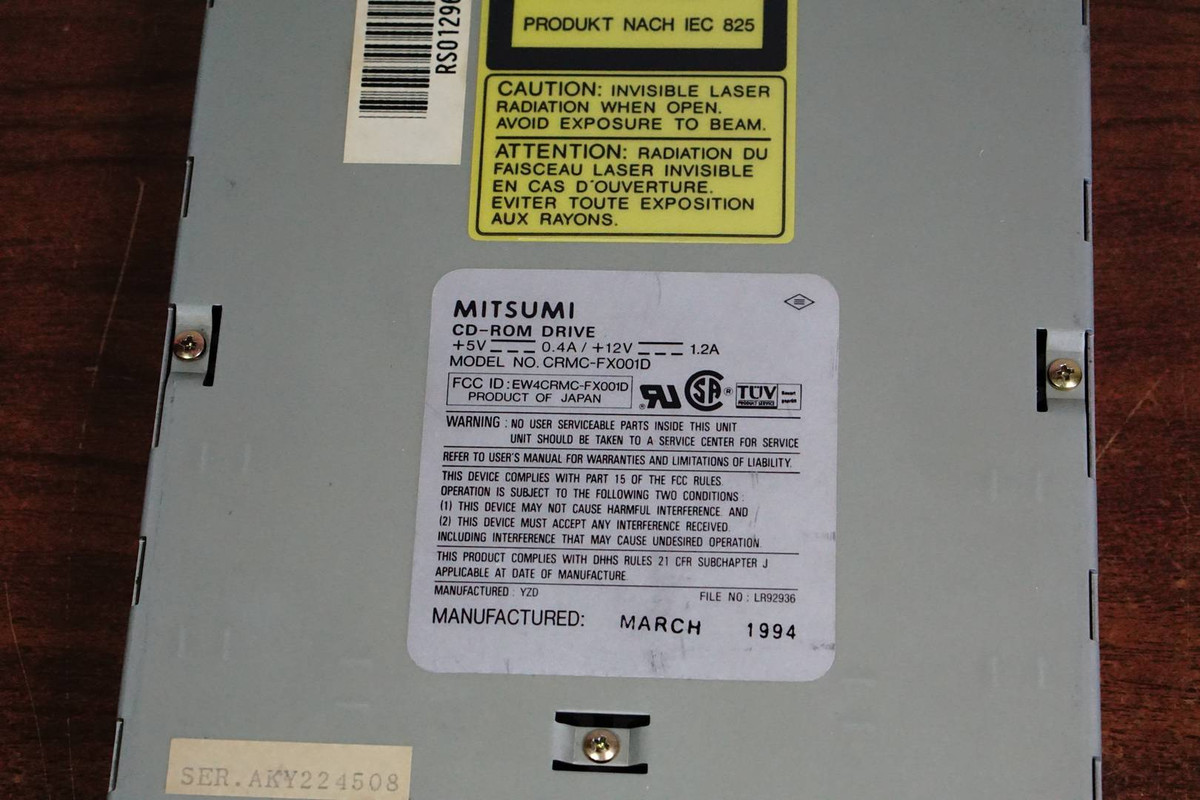 RS01296
PRODUKT NACH IEC 825
CAUTION: INVISIBLE LASER
RADIATION WHEN OPEN.
AVOID EXPOSURE TO BEAM.
ATTENTION: RADIATION DU
FAISCEAU LASER INVISIBLE
EN CAS D'OUVERTURE.
EVITER TOUTE EXPOSITION
AUX RAYONS.
MITSUMI
CD-ROM DRIVE
+5V 0.4A / +12V 1.2A
MODEL NO. CRMC-FX001D
FCC ID : EW4CRMC-FX001D
PRODUCT OF JAPAN
SA ®
TÜV
PRODUCT SERVICE
WARNING : NO USER SERVICEABLE PARTS INSIDE THIS UNIT
UNIT SHOULD BE TAKEN TO A SERVICE CENTER FOR SERVICE
REFER TO USER'S MANUAL FOR WARRANTIES AND LIMITATIONS OF LIABILITY.
THIS DEVICE COMPLIES WITH PART 15 OF THE FCC RULES.
OPERATION IS SUBJECT TO THE FOLLOWING TWO CONDITIONS :
(1) THIS DEVICE MAY NOT CAUSE HARMFUL INTERFERENCE. AND
(2) THIS DEVICE MUST ACCEPT ANY INTERFERENCE RECEIVED.
INCLUDING INTERFERENCE THAT MAY CAUSE UNDESIRED OPERATION.
THIS PRODUCT COMPLIES WITH DHHS RULES 21 CFR SUBCHAPTER J
APPLICABLE AT DATE OF MANUFACTURE.
MANUFACTURED : YZD FILE NO : LR92936
MANUFACTURED: MARCH 1994
SER.AKY224508